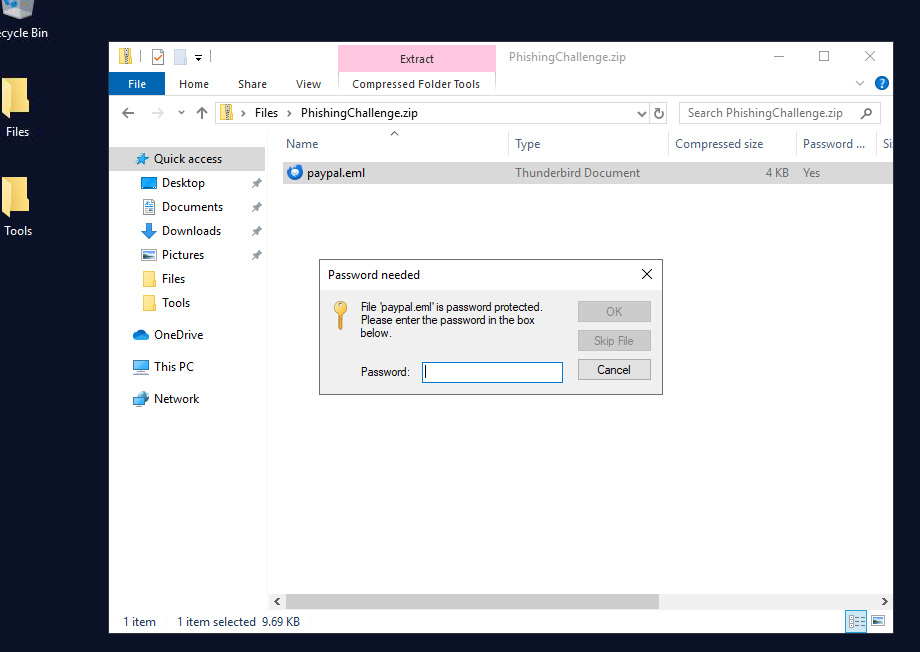 ecycle Bin
Files
Tools
Extract
PhishingChallenge.zip
File Home Share View Compressed Folder Tools
Files PhishingChallenge.zip
Search PhishingChallenge.zip
Name Type Compressed size Password ... Si
Quick access
Desktop
Documents
Downloads
Pictures
Files
Tools
OneDrive
This PC
Network
paypal.eml Thunderbird Document 4 KB Yes
Password needed
File 'paypal.eml' is password protected.
Please enter the password in the box
below.
Password:
OK
Skip File
Cancel
1 item 1 item selected 9.69 KB